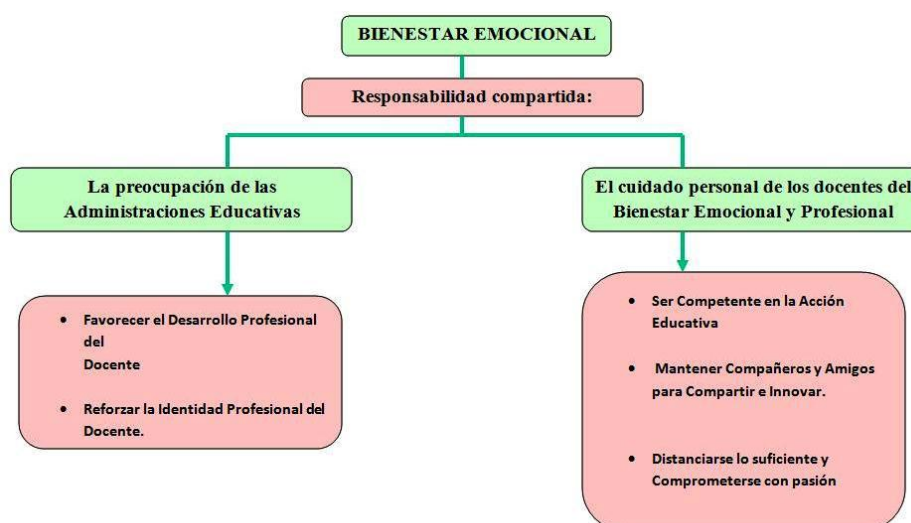 BIENESTAR EMOCIONAL
Responsabilidad compartida:
La preocupación de las
Administraciones Educativas
El cuidado personal de los docentes del
Bienestar Emocional y Profesional
• Favorecer el Desarrollo Profesional
del
Docente
• Reforzar la Identidad Profesional del
Docente.
• Ser Competente en la Acción
Educativa
• Mantener Compañeros y Amigos
para Compartir e Innovar.
• Distanciarse lo suficiente y
Comprometerse con pasión